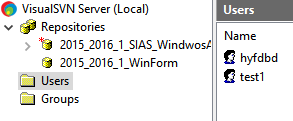 VisualSVN Server (Local)
Repositories
2015_2016_1_SIAS_WindwosA
2015_2016_1_WinForm
Users
Groups
Users
Name
hyfdbd
test1